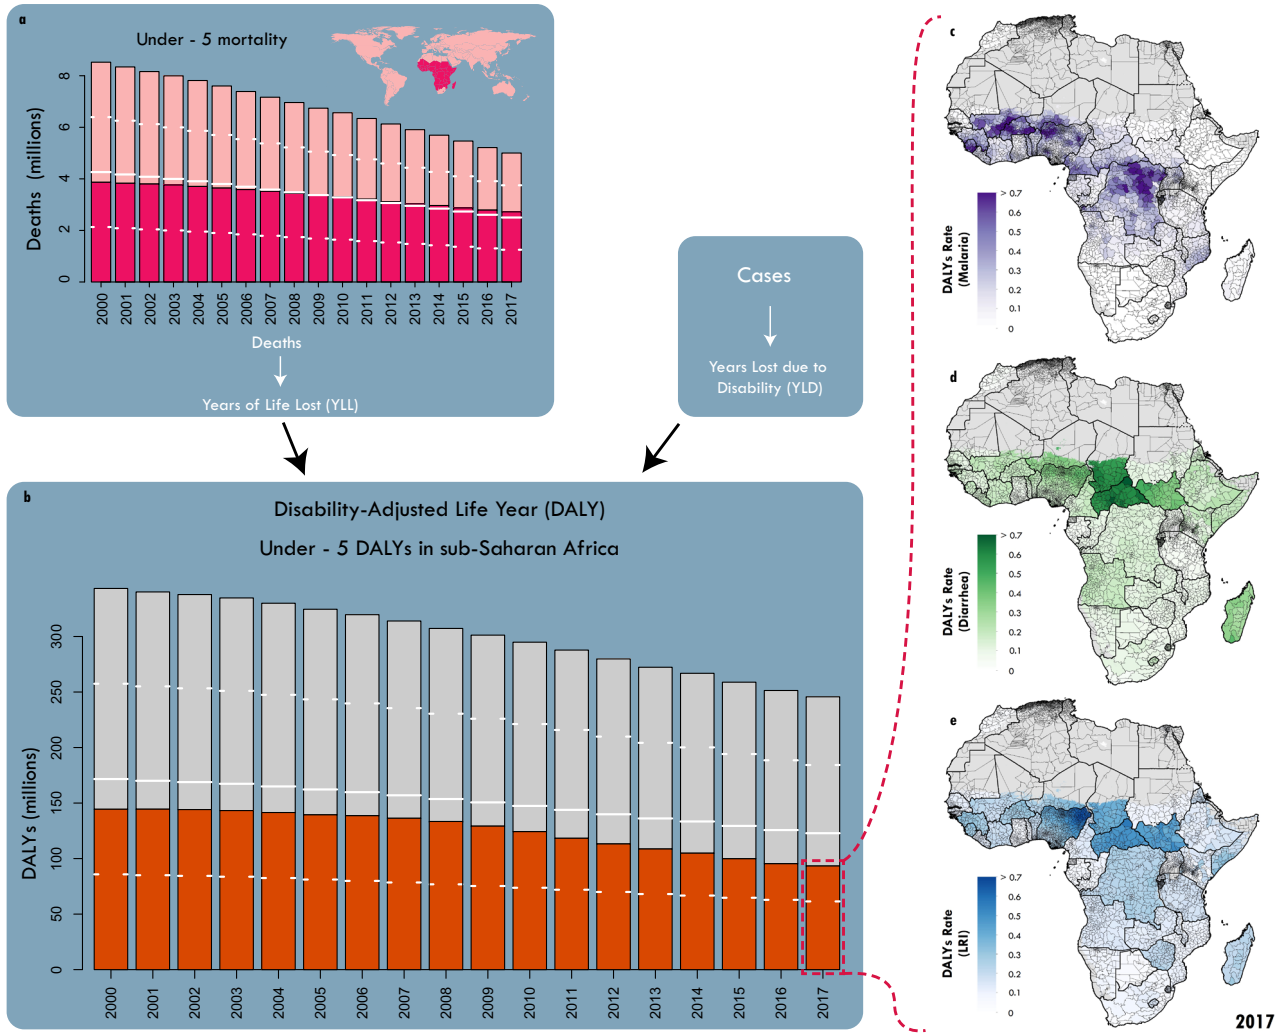 a
Under - 5 mortality
Deaths (millions)
8
6
4
2
0
2000 2001 2002 2003 2004 2005 2006 2007 2008 2009 2010 2011 2012 2013 2014 2015 2016 2017
Deaths
Years of Life Lost (YLL)
Cases
Years Lost due to
Disability (YLD)
b
Disability-Adjusted Life Year (DALY)
Under - 5 DALYs in sub-Saharan Africa
DALYs (millions)
300
250
200
150
100
50
0
2000 2001 2002 2003 2004 2005 2006 2007 2008 2009 2010 2011 2012 2013 2014 2015 2016 2017
c
DALYs Rate
(Malaria)
> 0.7
0.6
0.5
0.4
0.3
0.2
0.1
0
d
DALYs Rate
(Diarrhea)
> 0.7
0.6
0.5
0.4
0.3
0.2
0.1
0
e
DALYs Rate
(LRI)
> 0.7
0.6
0.5
0.4
0.3
0.2
0.1
0
2017